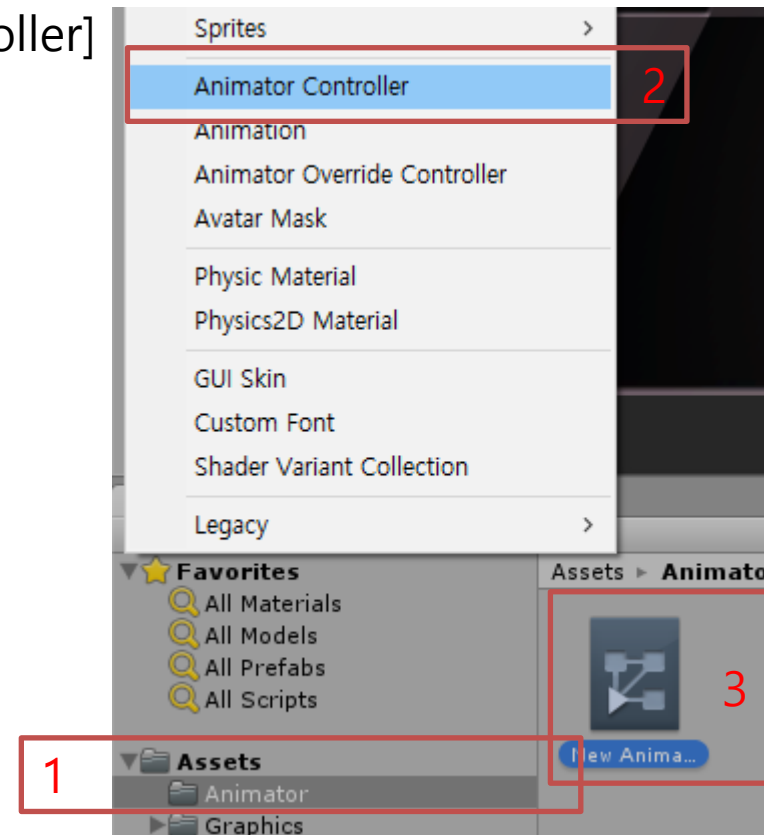 oller]
Sprites
Animator Controller
2
Animation
Animator Override Controller
Avatar Mask
Physic Material
Physics2D Material
GUI Skin
Custom Font
Shader Variant Collection
Legacy
Favorites
All Materials
All Models
All Prefabs
All Scripts
Assets
Animator
Graphics
1
Assets ▸ Animato
New Anima...
3